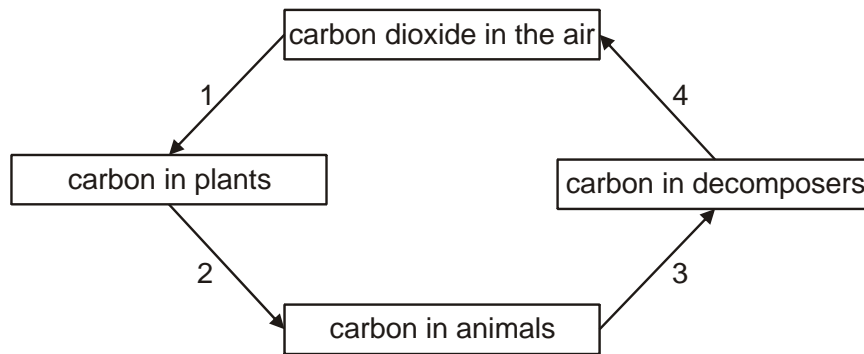 carbon dioxide in the air
1
4
carbon in plants
carbon in decomposers
2
3
carbon in animals